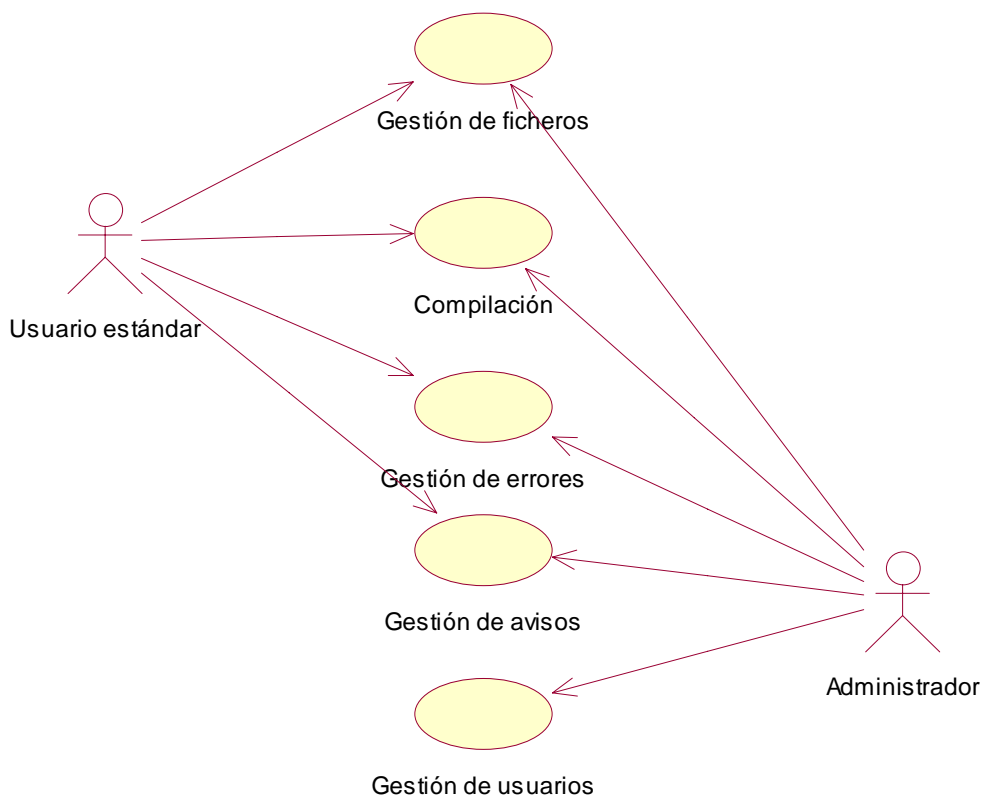 Gestión de ficheros
Compilación
Usuario estándar
Gestión de errores
Gestión de avisos
Administrador
Gestión de usuarios